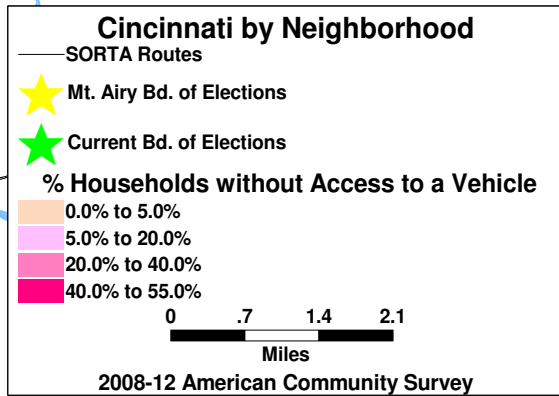 Cincinnati by Neighborhood
SORTA Routes
Mt. Airy Bd. of Elections
Current Bd. of Elections
% Households without Access to a Vehicle
0.0% to 5.0%
5.0% to 20.0%
20.0% to 40.0%
40.0% to 55.0%
0 .7 1.4 2.1
Miles
2008-12 American Community Survey